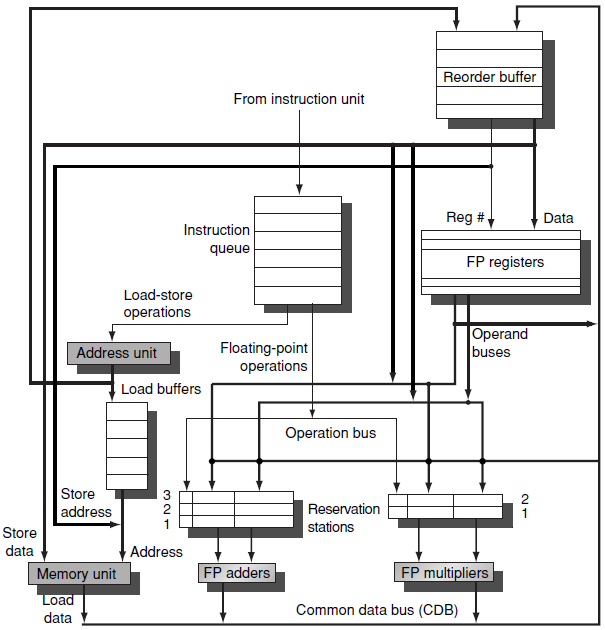 Reorder buffer
From instruction unit
Reg #
Data
Instruction
queue
FP registers
Load-store
operations
Operand
buses
Address unit
Floating-point
operations
Load buffers
Operation bus
Store
address
3
2
1
Reservation
stations
2
1
Store
data
Address
Memory unit
FP adders
FP multipliers
Load
data
Common data bus (CDB)